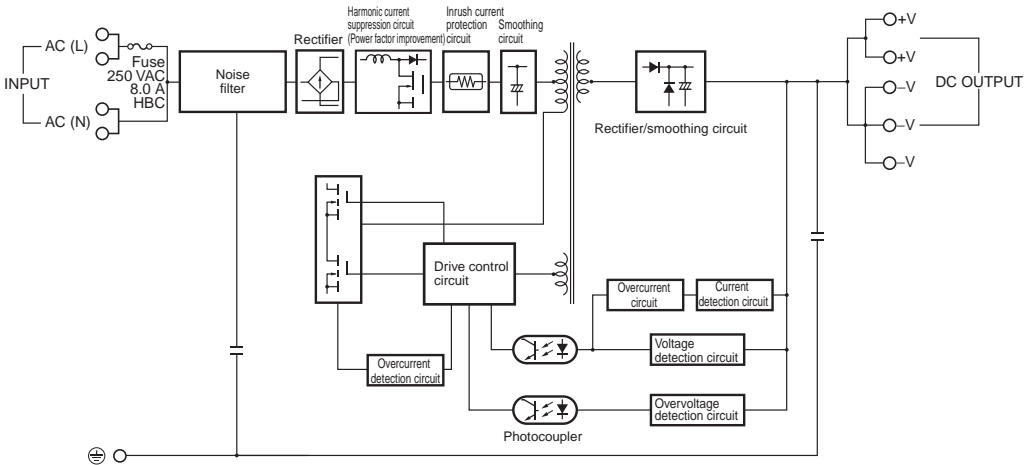 INPUT
AC (L)
AC (N)
Fuse
250 VAC
8.0 A
HBC
Noise
filter
Rectifier
Harmonic current
suppression circuit
(Power factor improvement)
Inrush current
protection
circuit
Smoothing
circuit
Rectifier/smoothing circuit
+V
+V
–V
–V
–V
DC OUTPUT
Drive control
circuit
Overcurrent
circuit
Current
detection circuit
Voltage
detection circuit
Overcurrent
detection circuit
Overvoltage
detection circuit
Photocoupler